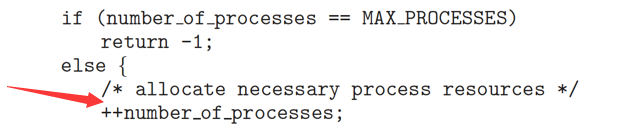 if (number_of_processes == MAX_PROCESSES)
return -1;
else {
/* allocate necessary process resources */
++number_of_processes;